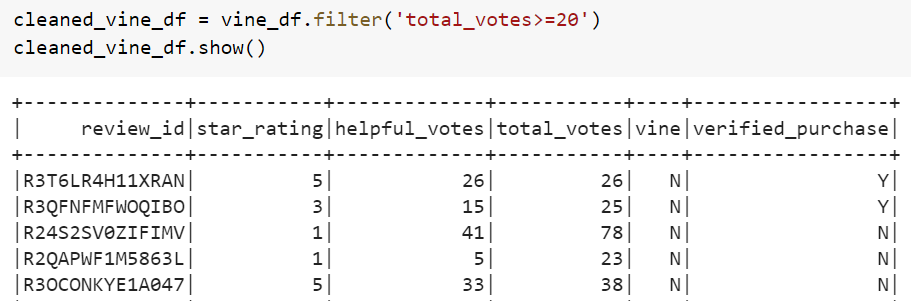 cleaned_vine_df = vine_df.filter('total_votes>=20')
cleaned_vine_df.show()
+--------------+-----------+-------------+-----------+----+-----------------+
|     review_id|star_rating|helpful_votes|total_votes|vine|verified_purchase|
+--------------+-----------+-------------+-----------+----+-----------------+
|R3T6LR4H11XRAN|          5|           26|         26|   N|                Y|
|R3QFNFMFWOQIBO|          3|           15|         25|   N|                Y|
|R24S2SV0ZIFIMV|          1|           41|         78|   N|                N|
|R2QAPWF1M5863L|          1|            5|         23|   N|                N|
|R3OCONKYE1A047|          5|           33|         38|   N|                N|